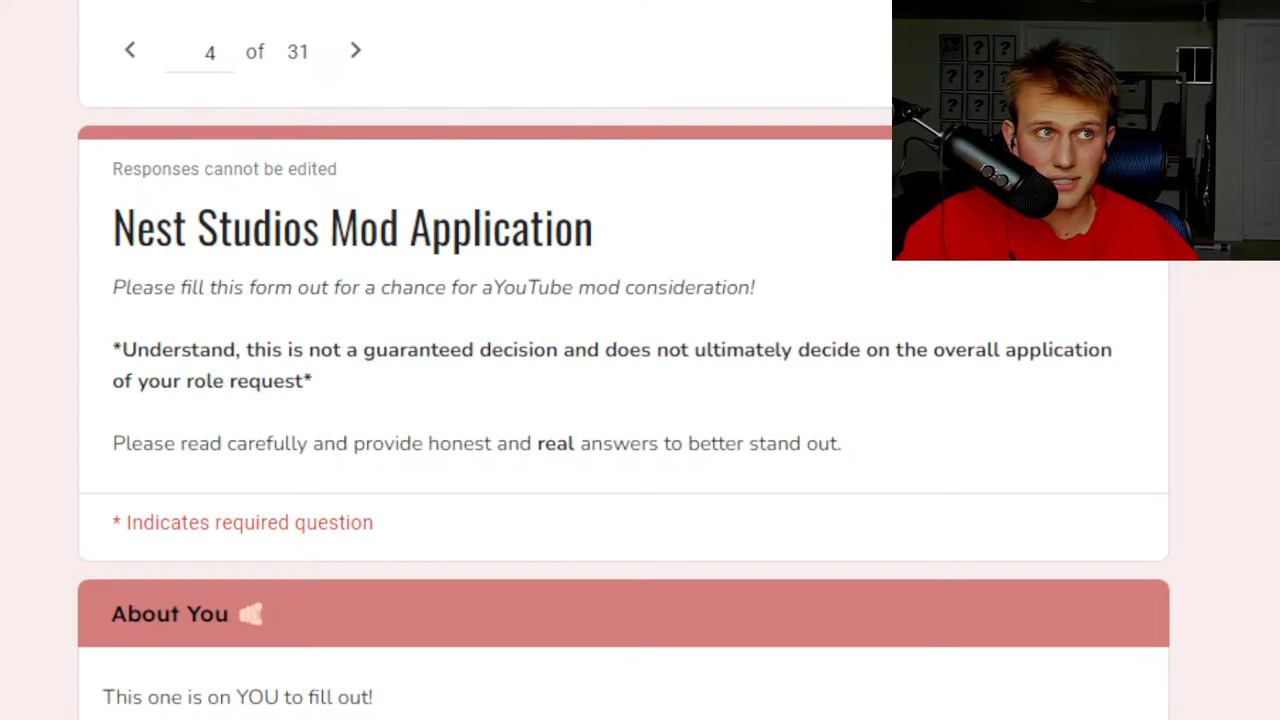 4 of 31
Responses cannot be edited
Nest Studios Mod Application
Please fill this form out for a chance for aYouTube mod consideration!
*Understand, this is not a guaranteed decision and does not ultimately decide on the overall application
of your role request*
Please read carefully and provide honest and real answers to better stand out.
* Indicates required question
About You
This one is on YOU to fill out!